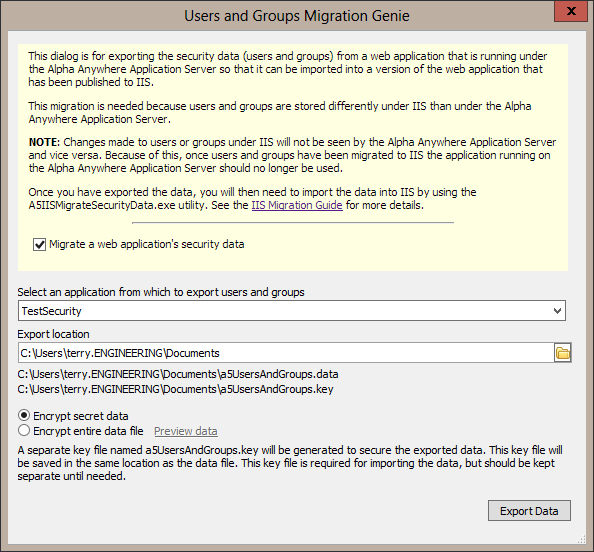 Users and Groups Migration Genie
This dialog is for exporting the security data (users and groups) from a web application that is running under
the Alpha Anywhere Application Server so that it can be imported into a version of the web application that
has been published to IIS.
This migration is needed because users and groups are stored differently under IIS than under the Alpha
Anywhere Application Server.
NOTE: Changes made to users or groups under IIS will not be seen by the Alpha Anywhere Application Server
and vice versa. Because of this, once users and groups have been migrated to IIS the application running on
the Alpha Anywhere Application Server should no longer be used.
Once you have exported the data, you will then need to import the data into IIS by using the
A5IISMigrateSecurityData.exe utility. See the IIS Migration Guide for more details.
Migrate a web application's security data
Select an application from which to export users and groups
TestSecurity
Export location
C:\Users\terry.ENGINEERING\Documents
C:\Users\terry.ENGINEERING\Documents\a5UsersAndGroups.data
C:\Users\terry.ENGINEERING\Documents\a5UsersAndGroups.key
Encrypt secret data
Encrypt entire data file Preview data
A separate key file named a5UsersAndGroups.key will be generated to secure the exported data. This key file will
be saved in the same location as the data file. This key file is required for importing the data, but should be kept
separate until needed.
Export Data